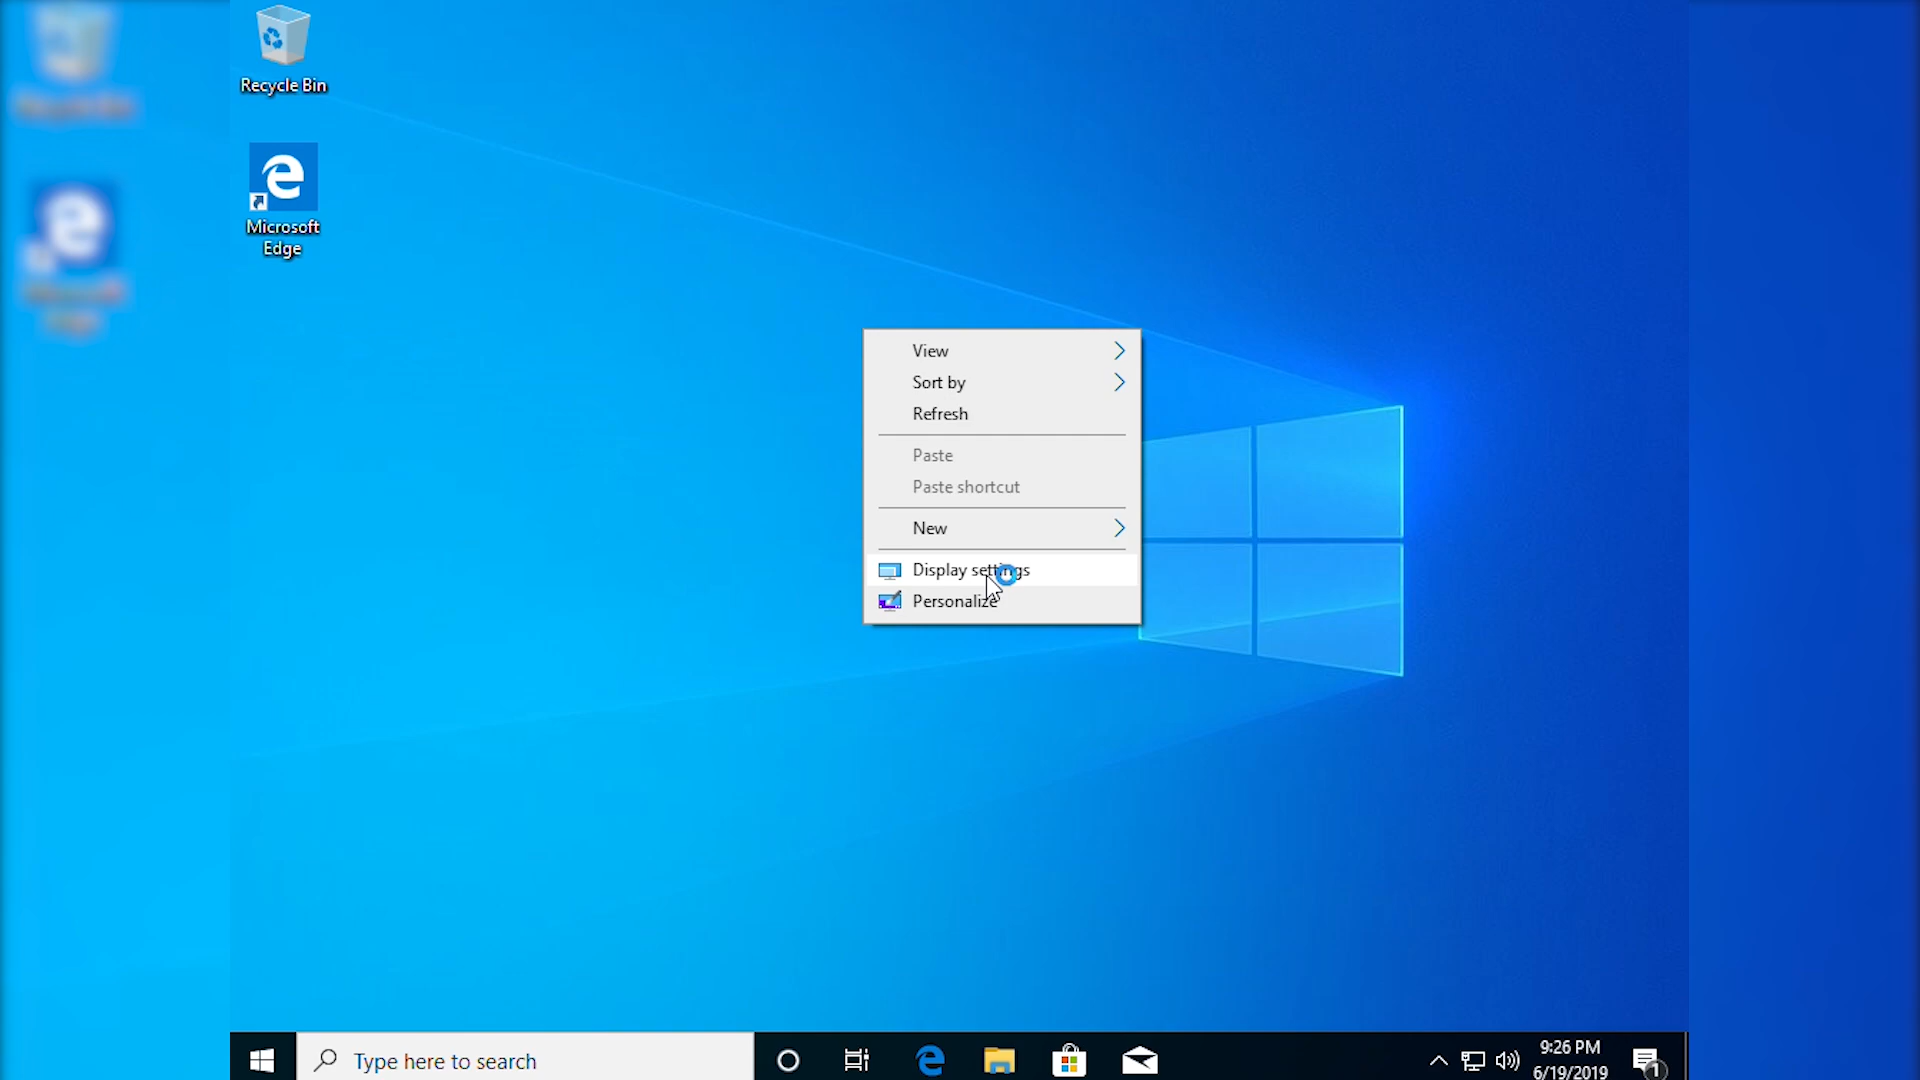 Recycle Bin
Microsoft
Edge
View
Sort by
Refresh
Paste
Paste shortcut
New
Display settings
Personalize
Type here to search
9:26 PM
6/19/2019
1